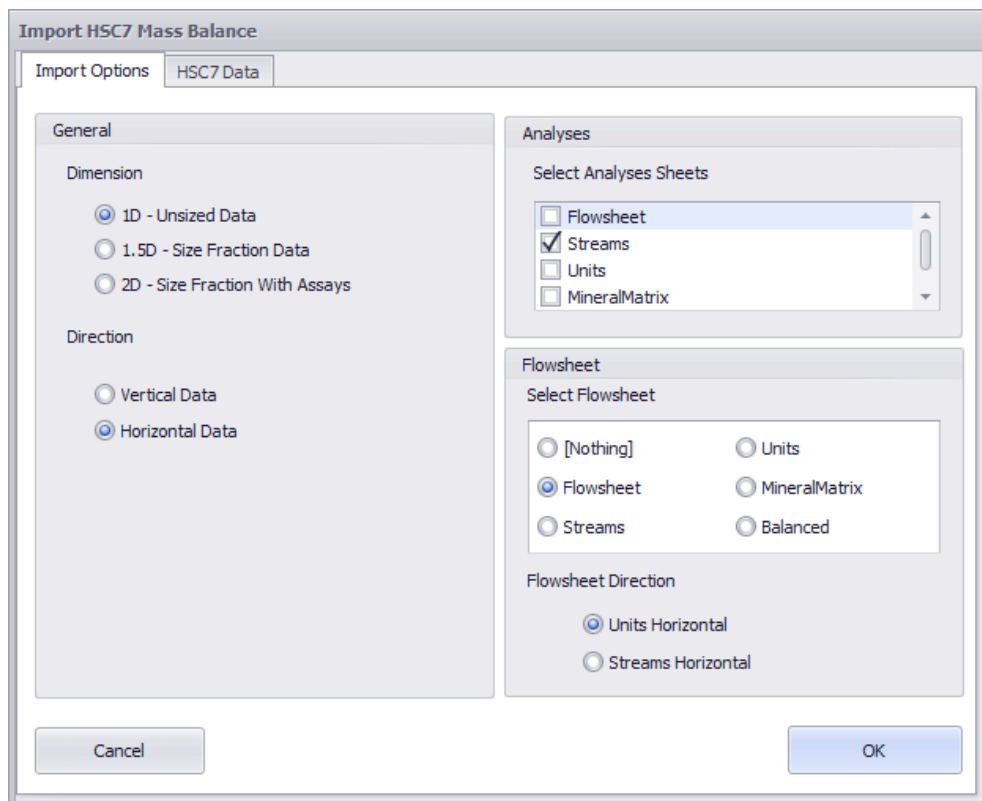 Import HSC7 Mass Balance
Import Options
HSC7 Data
General
Dimension
1D - Unsized Data
1.5D - Size Fraction Data
2D - Size Fraction With Assays
Direction
Vertical Data
Horizontal Data
Analyses
Select Analyses Sheets
Flowsheet
Streams
Units
MineralMatrix
Flowsheet
Select Flowsheet
[Nothing]
Units
Flowsheet
MineralMatrix
Streams
Balanced
Flowsheet Direction
Units Horizontal
Streams Horizontal
Cancel
OK